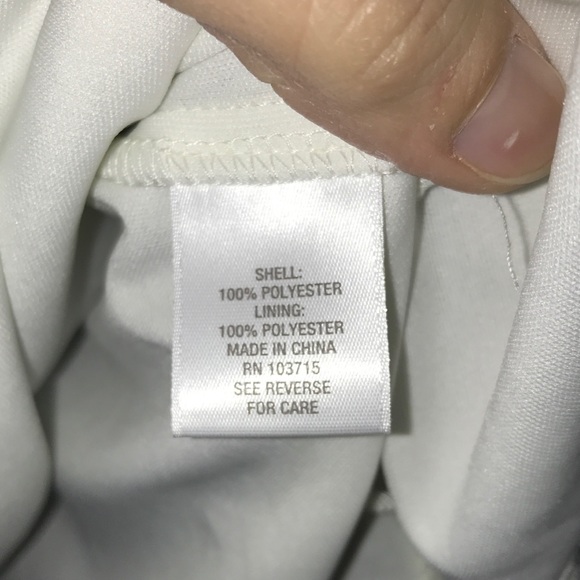 SHELL:
100% POLYESTER
LINING:
100% POLYESTER
MADE IN CHINA
RN 103715
SEE REVERSE
FOR CARE